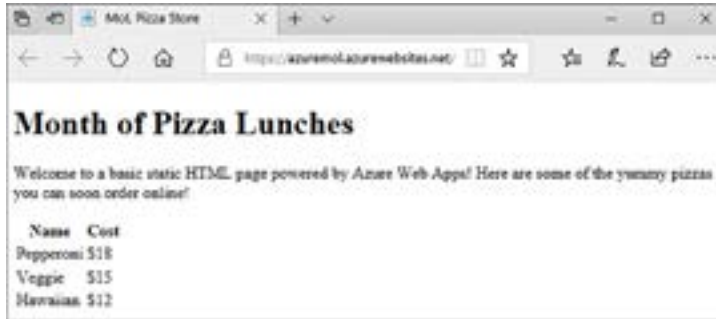 MoL Pizza Store
https://azuremol.azurewebsites.net/
Month of Pizza Lunches
Welcome to a basic static HTML page powered by Azure Web Apps! Here are some of the yummy pizzas
you can soon order online!
Name Cost
Pepperoni $18
Veggie $15
Hawaiian $12